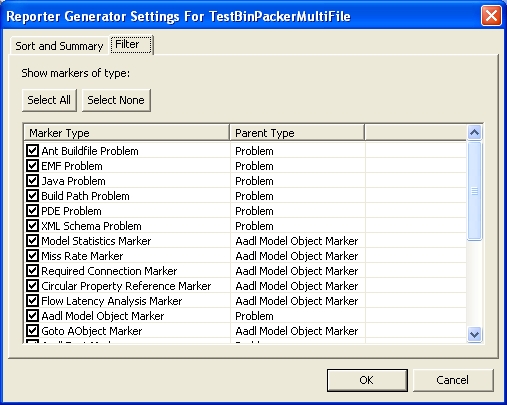 Reporter Generator Settings For TestBinPackerMultiFile
Sort and Summary Filter
Show markers of type:
Select All Select None
Marker Type Parent Type
Ant Buildfile Problem Problem
EMF Problem Problem
Java Problem Problem
Build Path Problem Problem
PDE Problem Problem
XML Schema Problem Problem
Model Statistics Marker Aadl Model Object Marker
Miss Rate Marker Aadl Model Object Marker
Required Connection Marker Aadl Model Object Marker
Circular Property Reference Marker Aadl Model Object Marker
Flow Latency Analysis Marker Aadl Model Object Marker
Aadl Model Object Marker Problem
Goto AObject Marker Aadl Model Object Marker
OK Cancel